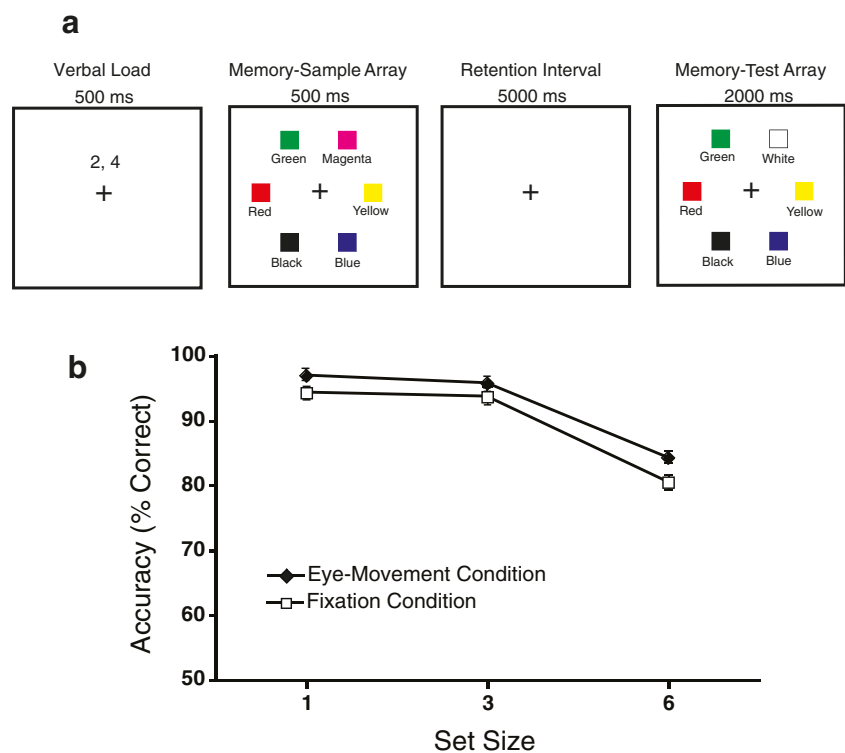 a
Verbal Load Memory-Sample Array Retention Interval Memory-Test Array
500 ms 500 ms 5000 ms 2000 ms
2, 4
+ + + +
Green Magenta Green White
Red Yellow Red Yellow
Black Blue Black Blue
b
Accuracy (% Correct)
100
90
80
70
60
50
Eye-Movement Condition
Fixation Condition
1 3 6
Set Size